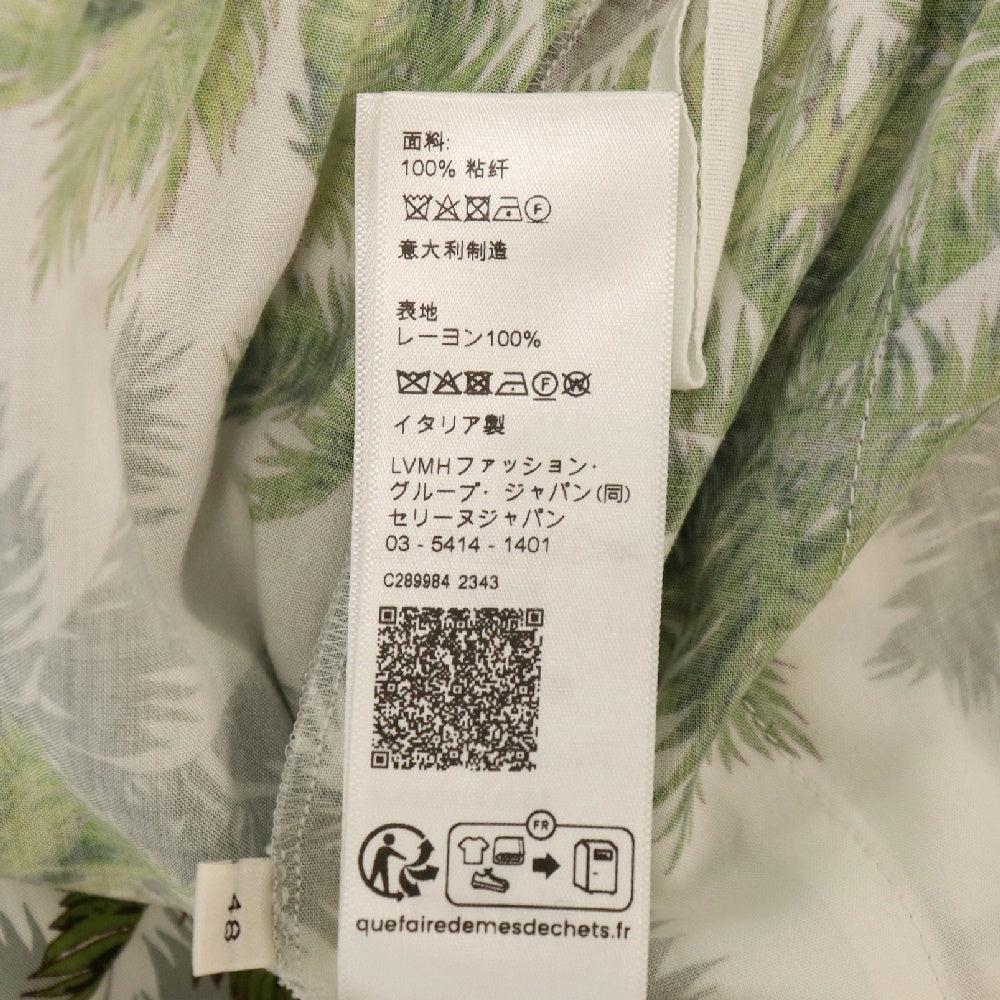 面料:
100% 粘纤
F
意大利制造
表地
レーヨン100%
F W
イタリア製
LVMHファッション・
グループ・ジャパン(同)
セリーヌジャパン
03 - 5414 - 1401
C289984 2343
FR
quefairedemesdechets.fr
48